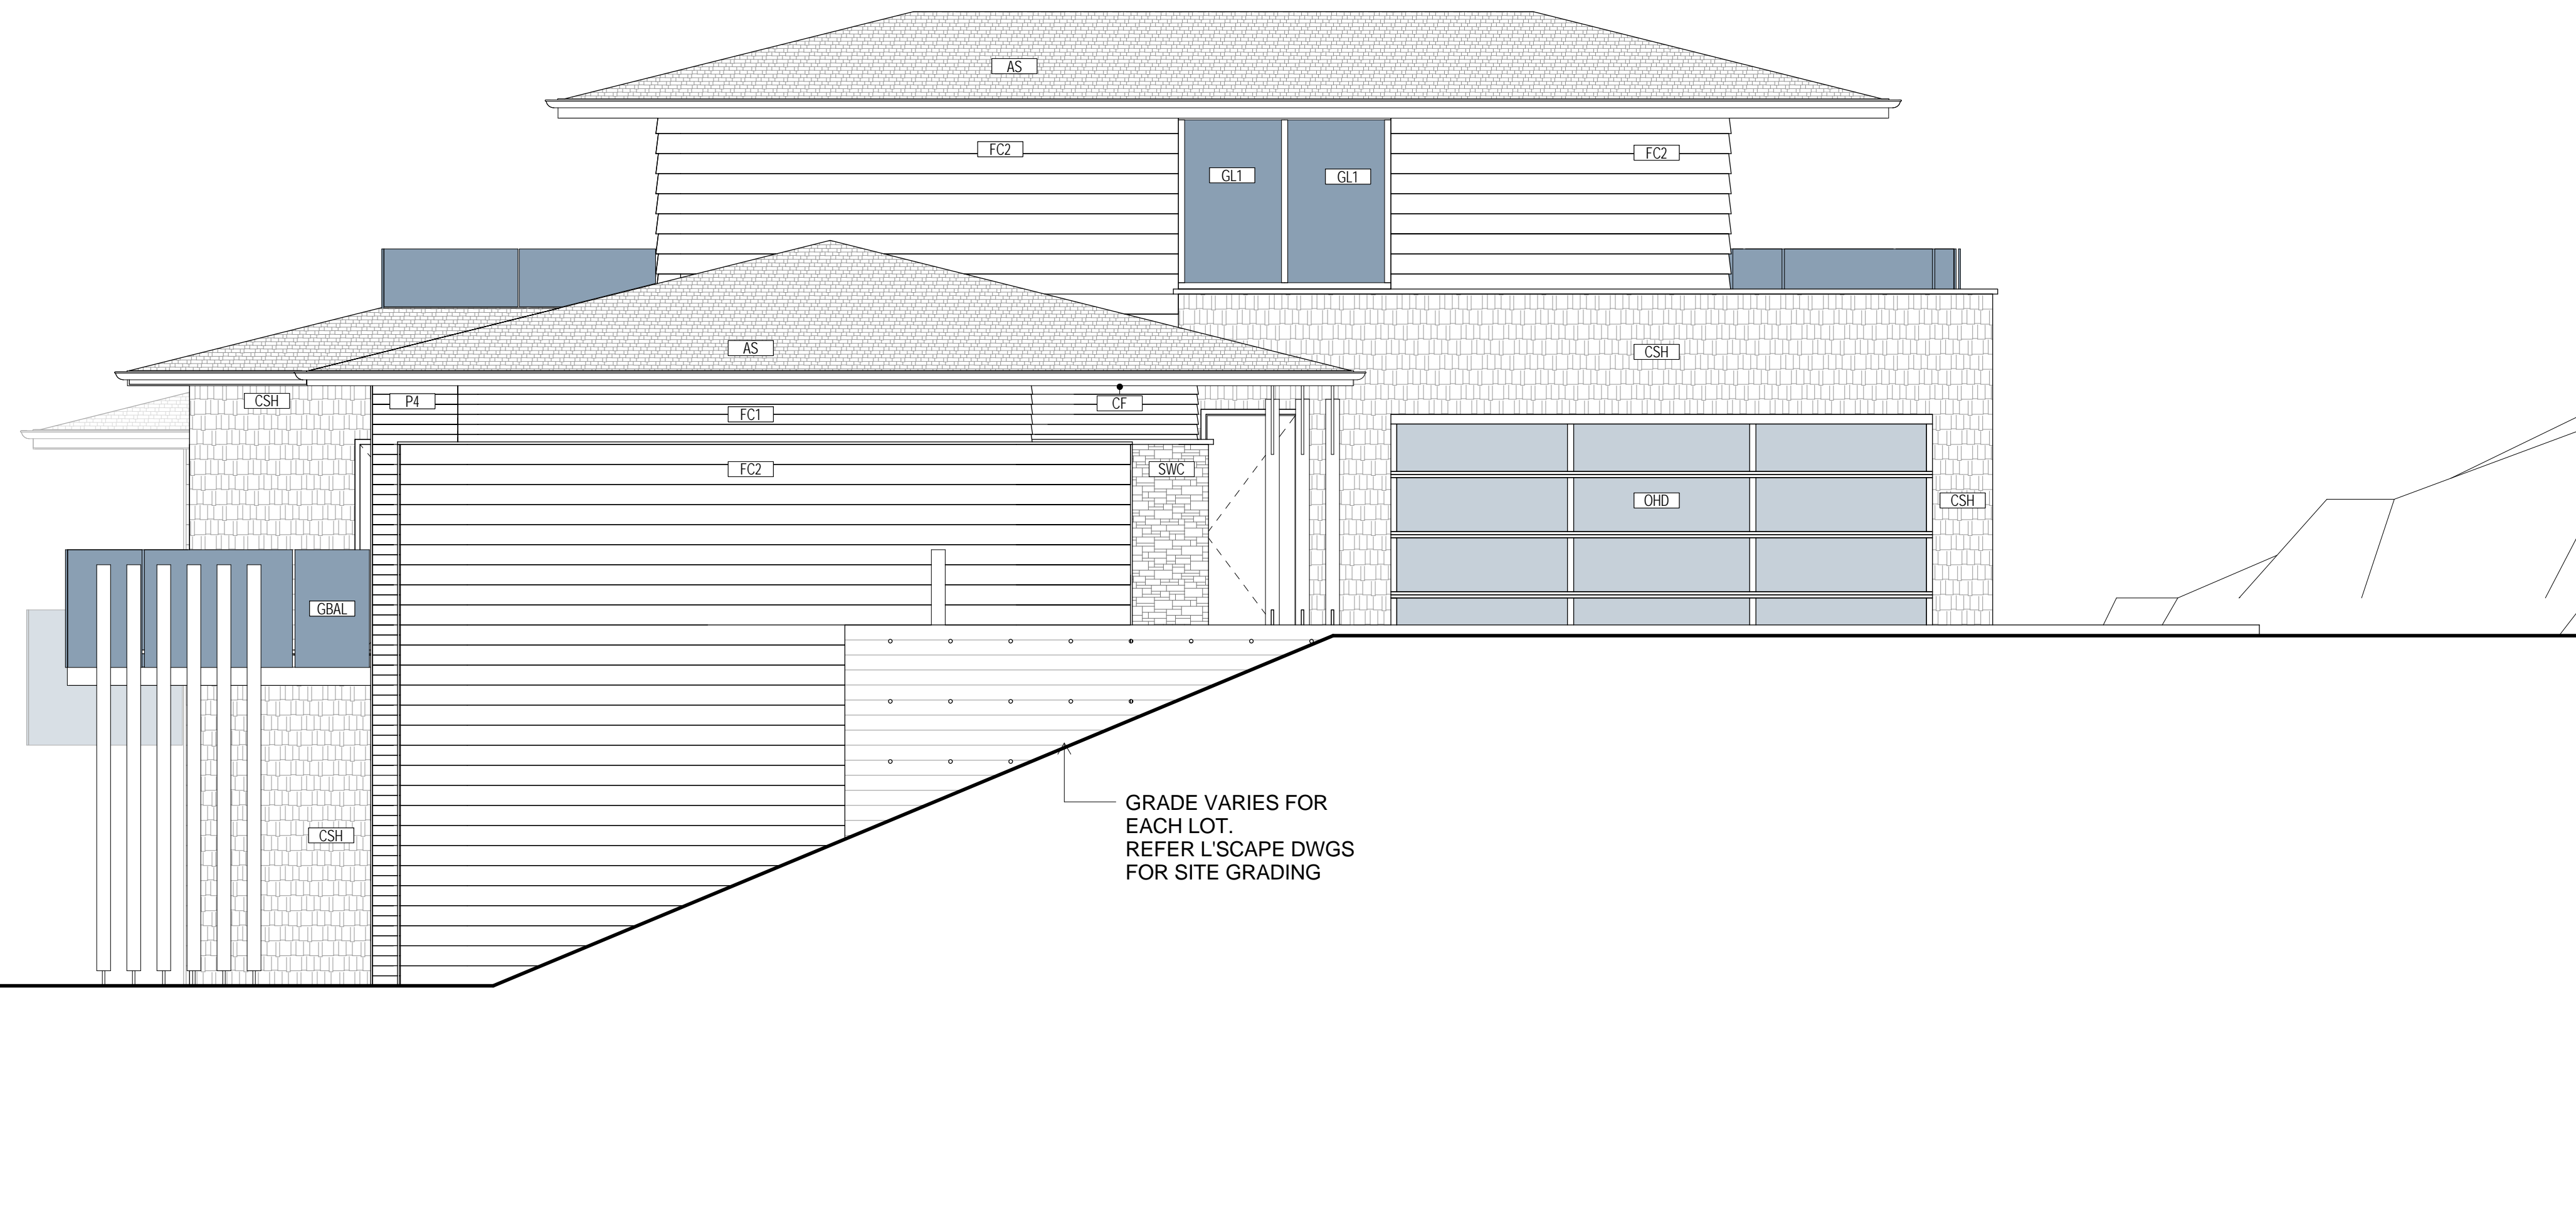 AS
FC2
FC2
GL1
GL1
AS
CSH
CSH
P4
FC1
CF
FC2
SWC
OHD
CSH
GBAL
CSH
GRADE VARIES FOR
EACH LOT.
REFER L'SCAPE DWGS
FOR SITE GRADING